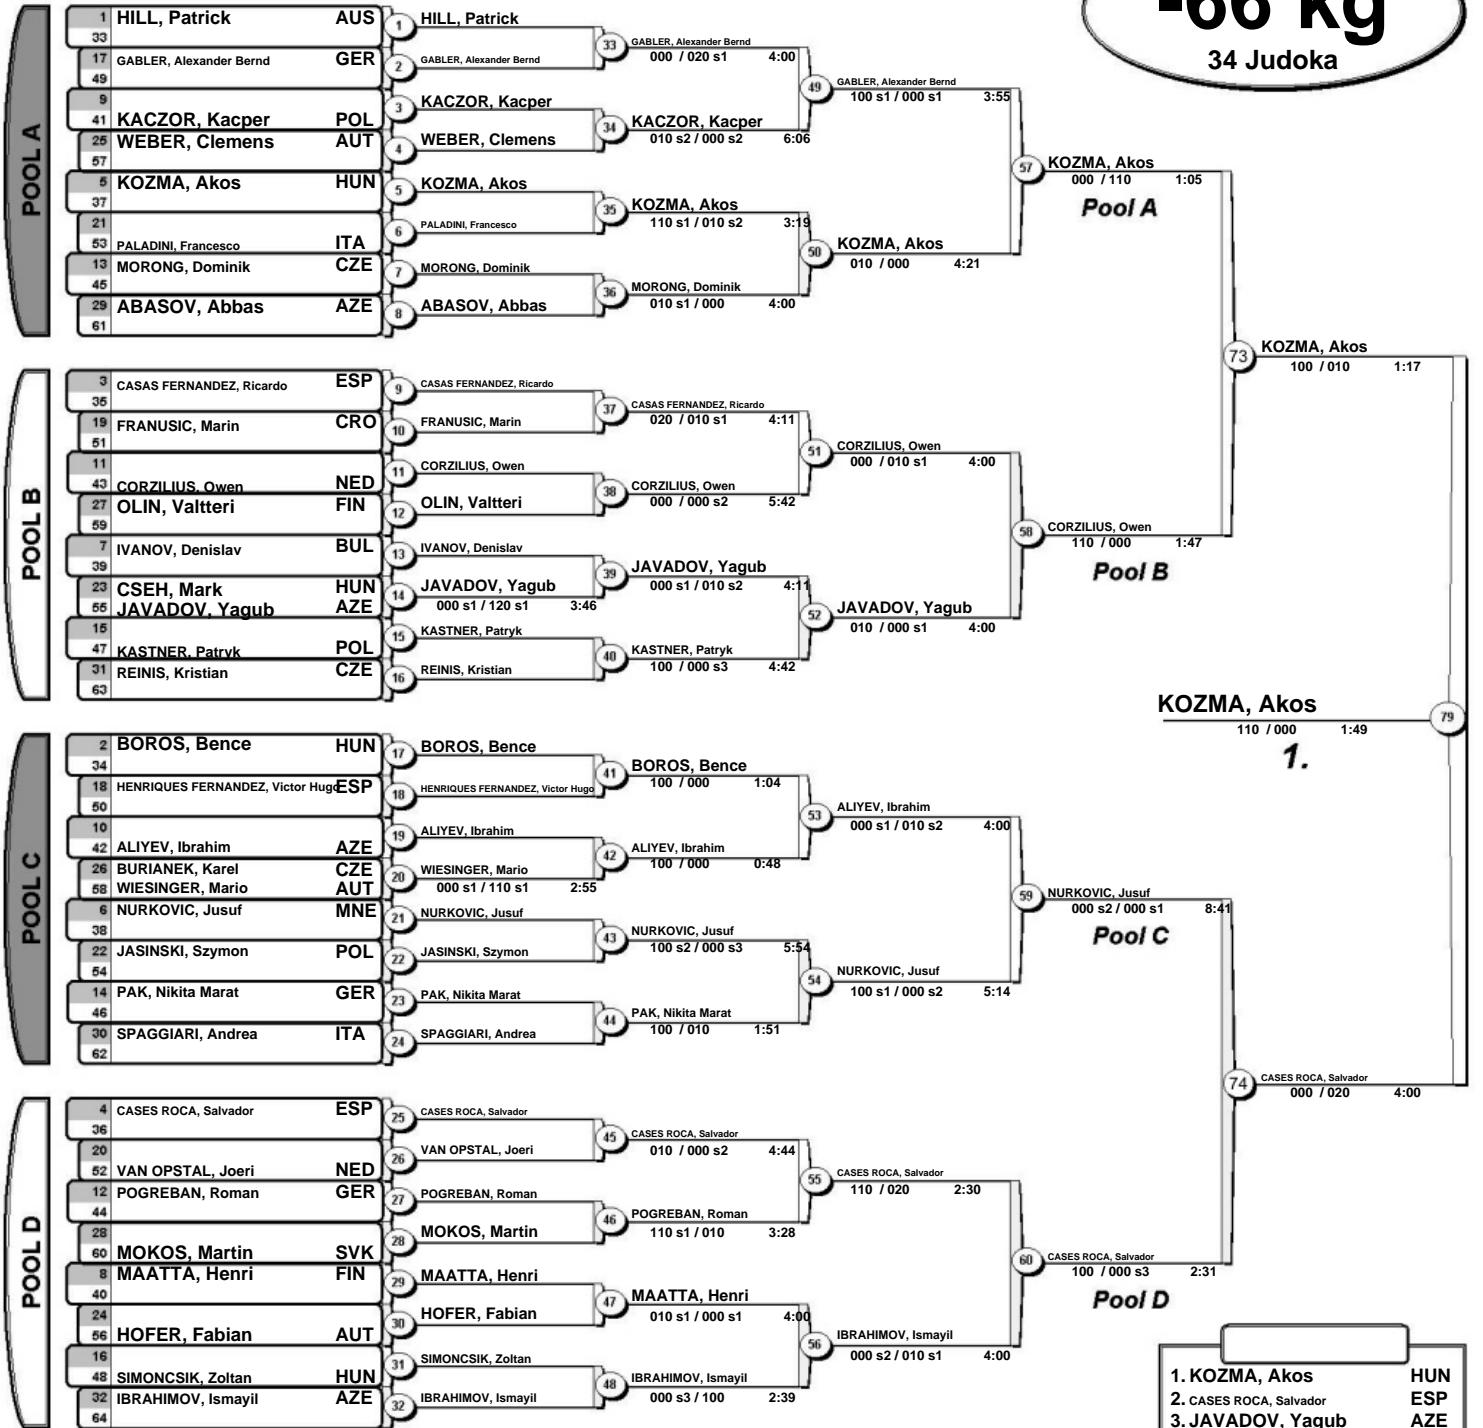 -66 kg
34 Judoka
POOL A
1 HILL, Patrick AUS
33
17 GABLER, Alexander Bernd GER
49
9
41 KACZOR, Kacper POL
25 WEBER, Clemens AUT
57
5 KOZMA, Akos HUN
37
21
53 PALADINI, Francesco ITA
13 MORONG, Dominik CZE
45
29 ABASOV, Abbas AZE
61
1 HILL, Patrick
2 GABLER, Alexander Bernd
3 KACZOR, Kacper
4 WEBER, Clemens
5 KOZMA, Akos
6 PALADINI, Francesco
7 MORONG, Dominik
8 ABASOV, Abbas
33 GABLER, Alexander Bernd
000 / 020 s1 4:00
34 KACZOR, Kacper
010 s2 / 000 s2 6:06
35 KOZMA, Akos
110 s1 / 010 s2 3:19
36 MORONG, Dominik
010 s1 / 000 4:00
49 GABLER, Alexander Bernd
100 s1 / 000 s1 3:55
50 KOZMA, Akos
010 / 000 4:21
57 KOZMA, Akos
000 / 110 1:05
Pool A
POOL B
3 CASAS FERNANDEZ, Ricardo ESP
35
19 FRANUSIC, Marin CRO
51
11
43 CORZILIUS, Owen NED
27 OLIN, Valtteri FIN
59
7 IVANOV, Denislav BUL
39
23 CSEH, Mark HUN
55 JAVADOV, Yagub AZE
15
47 KASTNER, Patryk POL
31 REINIS, Kristian CZE
63
9 CASAS FERNANDEZ, Ricardo
10 FRANUSIC, Marin
11 CORZILIUS, Owen
12 OLIN, Valtteri
13 IVANOV, Denislav
14 JAVADOV, Yagub
000 s1 / 120 s1 3:46
15 KASTNER, Patryk
16 REINIS, Kristian
37 CASAS FERNANDEZ, Ricardo
020 / 010 s1 4:11
38 CORZILIUS, Owen
000 / 000 s2 5:42
39 JAVADOV, Yagub
000 s1 / 010 s2 4:11
40 KASTNER, Patryk
100 / 000 s3 4:42
51 CORZILIUS, Owen
000 / 010 s1 4:00
52 JAVADOV, Yagub
010 / 000 s1 4:00
58 CORZILIUS, Owen
110 / 000 1:47
Pool B
73 KOZMA, Akos
100 / 010 1:17
KOZMA, Akos 79
110 / 000 1:49
1.
POOL C
2 BOROS, Bence HUN
34
18 HENRIQUES FERNANDEZ, Victor Hugo ESP
50
10
42 ALIYEV, Ibrahim AZE
26 BURIANEK, Karel CZE
58 WIESINGER, Mario AUT
6 NURKOVIC, Jusuf MNE
38
22 JASINSKI, Szymon POL
54
14 PAK, Nikita Marat GER
46
30 SPAGGIARI, Andrea ITA
62
17 BOROS, Bence
18 HENRIQUES FERNANDEZ, Victor Hugo
19 ALIYEV, Ibrahim
20 WIESINGER, Mario
000 s1 / 110 s1 2:55
21 NURKOVIC, Jusuf
22 JASINSKI, Szymon
23 PAK, Nikita Marat
24 SPAGGIARI, Andrea
41 BOROS, Bence
100 / 000 1:04
42 ALIYEV, Ibrahim
100 / 000 0:48
43 NURKOVIC, Jusuf
100 s2 / 000 s3 5:54
44 PAK, Nikita Marat
100 / 010 1:51
53 ALIYEV, Ibrahim
000 s1 / 010 s2 4:00
54 NURKOVIC, Jusuf
100 s1 / 000 s2 5:14
59 NURKOVIC, Jusuf
000 s2 / 000 s1 8:41
Pool C
POOL D
4 CASES ROCA, Salvador ESP
36
20
52 VAN OPSTAL, Joeri NED
12 POGREBAN, Roman GER
44
28
60 MOKOS, Martin SVK
8 MAATTA, Henri FIN
40
24
56 HOFER, Fabian AUT
16
48 SIMONCSIK, Zoltan HUN
32 IBRAHIMOV, Ismayil AZE
64
25 CASES ROCA, Salvador
26 VAN OPSTAL, Joeri
27 POGREBAN, Roman
28 MOKOS, Martin
29 MAATTA, Henri
30 HOFER, Fabian
31 SIMONCSIK, Zoltan
32 IBRAHIMOV, Ismayil
45 CASES ROCA, Salvador
010 / 000 s2 4:44
46 POGREBAN, Roman
110 s1 / 010 3:28
47 MAATTA, Henri
010 s1 / 000 s1 4:00
48 IBRAHIMOV, Ismayil
000 s3 / 100 2:39
55 CASES ROCA, Salvador
110 / 020 2:30
56 IBRAHIMOV, Ismayil
000 s2 / 010 s1 4:00
60 CASES ROCA, Salvador
100 / 000 s3 2:31
Pool D
74 CASES ROCA, Salvador
000 / 020 4:00
1. KOZMA, Akos HUN
2. CASES ROCA, Salvador ESP
3. JAVADOV, Yagub AZE